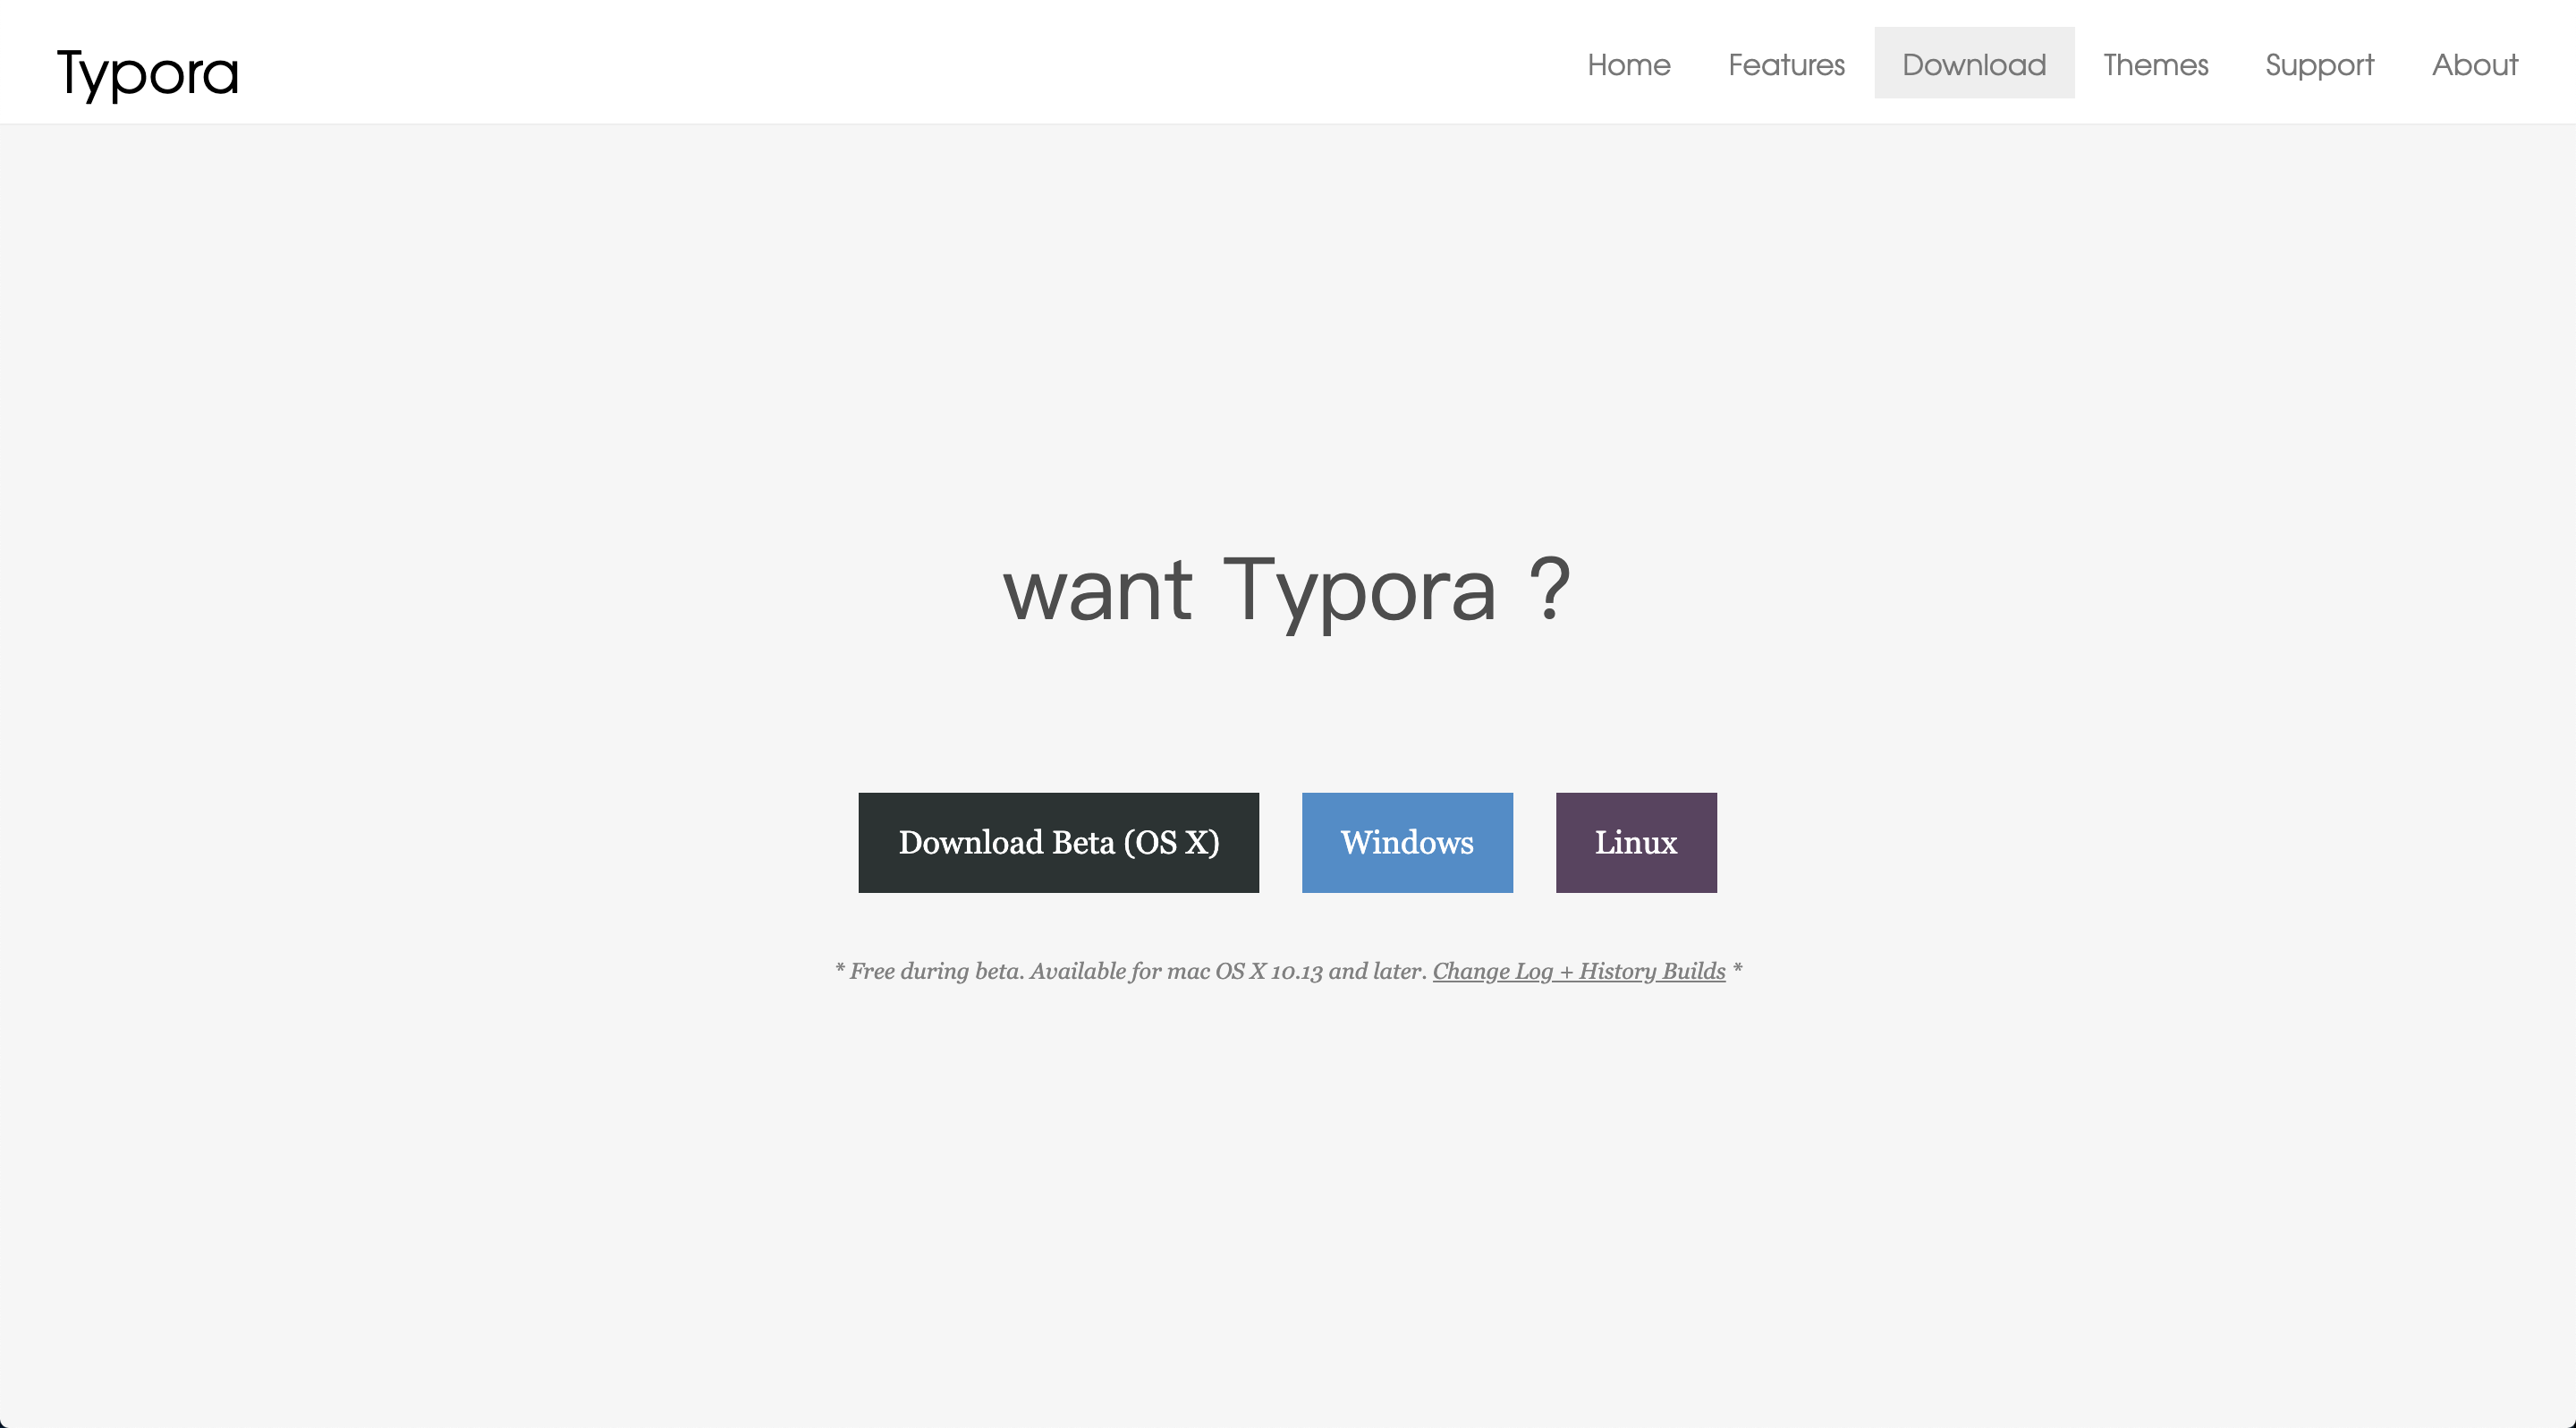 Typora
Home Features Download Themes Support About
want Typora ?
Download Beta (OS X) Windows Linux
* Free during beta. Available for mac OS X 10.13 and later. Change Log + History Builds *